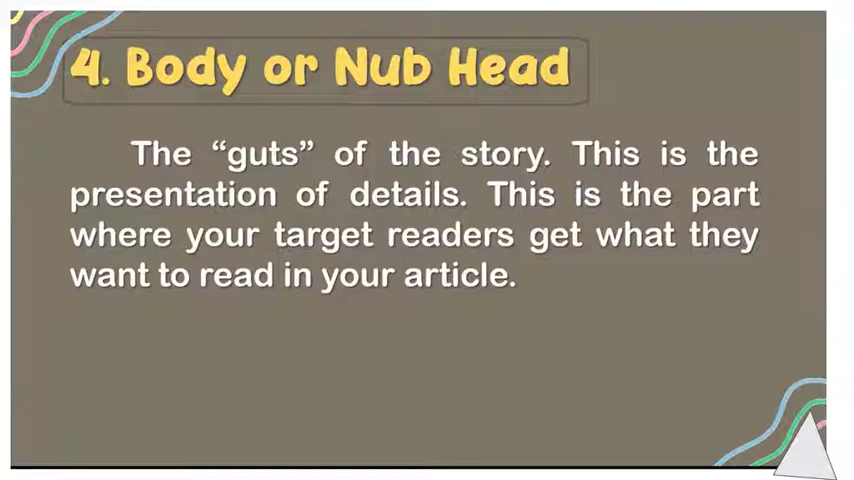 4. Body or Nub Head
The “guts” of the story. This is the
presentation of details. This is the part
where your target readers get what they
want to read in your article.